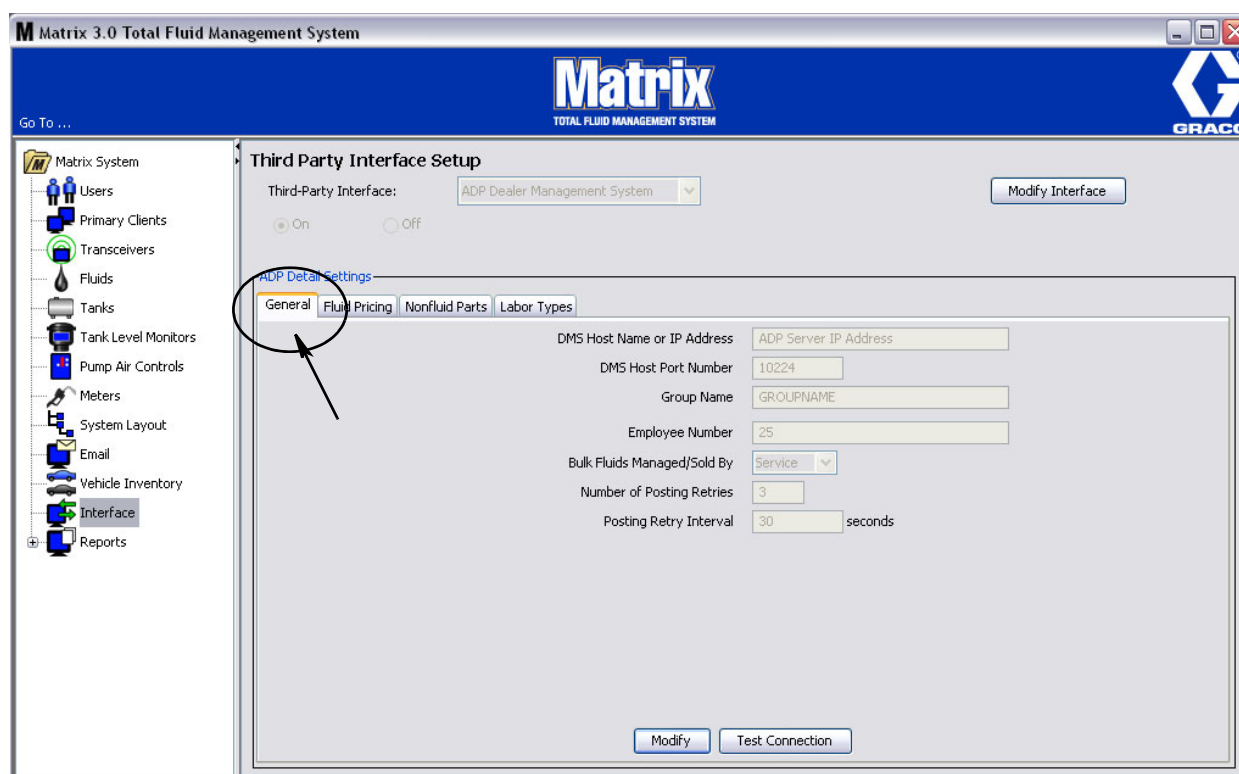 Matrix 3.0 Total Fluid Management System
Matrix
TOTAL FLUID MANAGEMENT SYSTEM
Go To ...
GRACO
Matrix System
Users
Primary Clients
Transceivers
Fluids
Tanks
Tank Level Monitors
Pump Air Controls
Meters
System Layout
Email
Vehicle Inventory
Interface
Reports
Third Party Interface Setup
Third-Party Interface: ADP Dealer Management System Modify Interface
On Off
ADP Detail Settings
General Fluid Pricing Nonfluid Parts Labor Types
DMS Host Name or IP Address ADP Server IP Address
DMS Host Port Number 10224
Group Name GROUPNAME
Employee Number 25
Bulk Fluids Managed/Sold By Service
Number of Posting Retries 3
Posting Retry Interval 30 seconds
Modify Test Connection